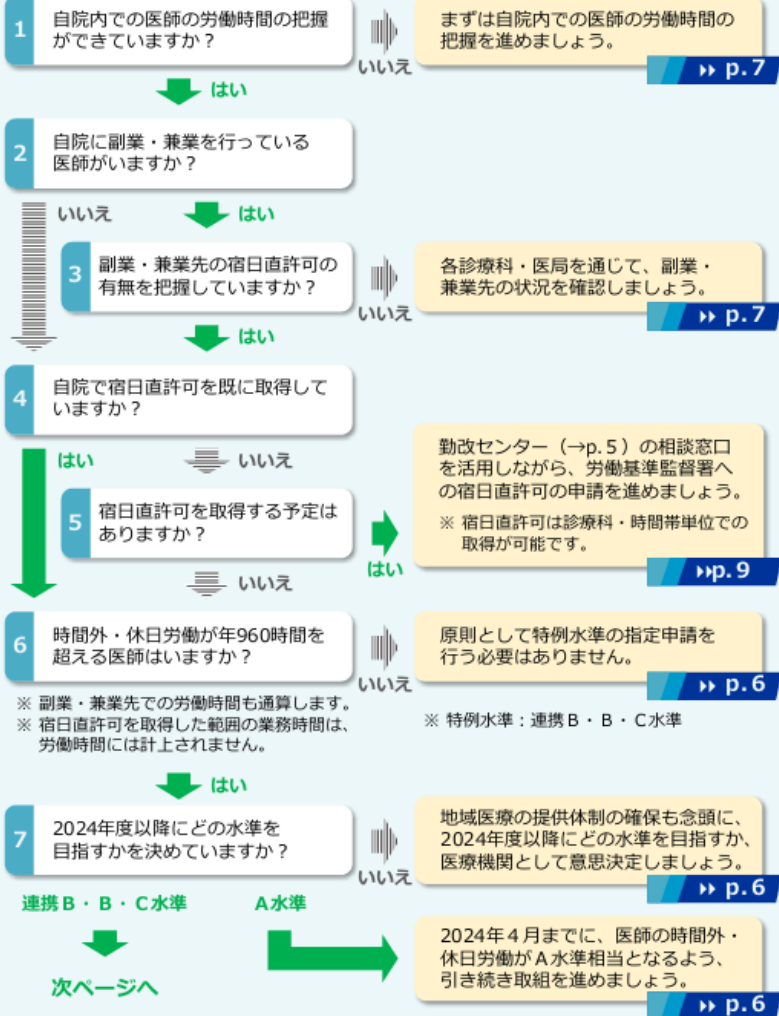 1
自院内での医師の労働時間の把握
ができていますか？
いいえ
まずは自院内での医師の労働時間の
把握を進めましょう。
p.7
はい
2
自院に副業・兼業を行っている
医師がいますか？
いいえ
はい
3
副業・兼業先の宿日直許可の
有無を把握していますか？
いいえ
各診療科・医局を通じて、副業・
兼業先の状況を確認しましょう。
p.7
はい
4
自院で宿日直許可を既に取得して
いますか？
はい
いいえ
5
宿日直許可を取得する予定は
ありますか？
はい
勤改センター（→p.５）の相談窓口
を活用しながら、労働基準監督署へ
の宿日直許可の申請を進めましょう。
※ 宿日直許可は診療科・時間帯単位での
取得が可能です。
p.9
いいえ
6
時間外・休日労働が年960時間を
超える医師はいますか？
いいえ
原則として特例水準の指定申請を
行う必要はありません。
p.6
※ 副業・兼業先での労働時間も通算します。
※ 宿日直許可を取得した範囲の業務時間は、
労働時間には計上されません。
※ 特例水準：連携Ｂ・Ｂ・Ｃ水準
はい
7
2024年度以降にどの水準を
目指すかを決めていますか？
いいえ
地域医療の提供体制の確保も念頭に、
2024年度以降にどの水準を目指すか、
医療機関として意思決定しましょう。
p.6
連携Ｂ・Ｂ・Ｃ水準
Ａ水準
次ページへ
2024年４月までに、医師の時間外・
休日労働がＡ水準相当となるよう、
引き続き取組を進めましょう。
p.6